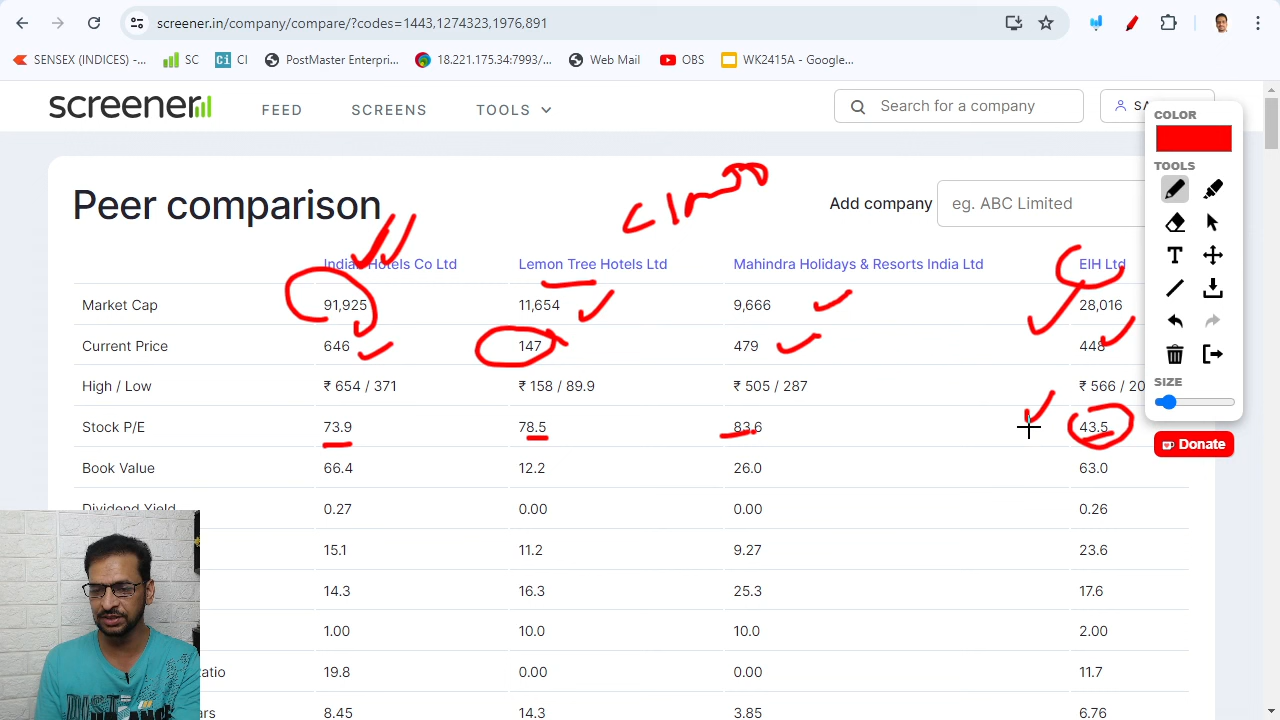 screener.in/company/compare/?codes=1443,1274323,1976,891
SENSEX (INDICES) -... SC Ci CI PostMaster Enterpri... 18.221.175.34:7993/... Web Mail OBS WK2415A - Google...
screener FEED SCREENS TOOLS Search for a company SA
COLOR
TOOLS
T
SIZE
Donate
Peer comparison Add company eg. ABC Limited
Indian Hotels Co Ltd Lemon Tree Hotels Ltd Mahindra Holidays & Resorts India Ltd EIH Ltd
Market Cap 91,925 11,654 9,666 28,016
Current Price 646 147 479 448
High / Low ₹ 654 / 371 ₹ 158 / 89.9 ₹ 505 / 287 ₹ 566 / 20
Stock P/E 73.9 78.5 83.6 43.5
Book Value 66.4 12.2 26.0 63.0
Dividend Yield 0.27 0.00 0.00 0.26
15.1 11.2 9.27 23.6
14.3 16.3 25.3 17.6
1.00 10.0 10.0 2.00
atio 19.8 0.00 0.00 11.7
ars 8.45 14.3 3.85 6.76